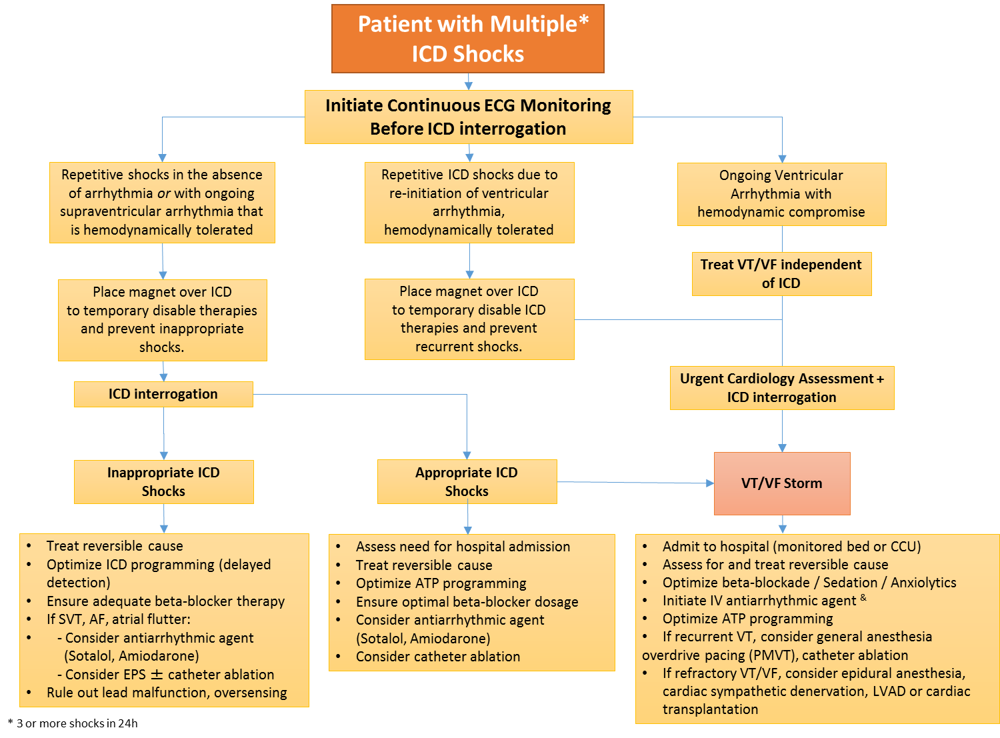 Patient with Multiple*
ICD Shocks
Initiate Continuous ECG Monitoring
Before ICD interrogation
Repetitive shocks in the absence
of arrhythmia or with ongoing
supraventricular arrhythmia that
is hemodynamically tolerated
Repetitive ICD shocks due to
re-initiation of ventricular
arrhythmia,
hemodynamically tolerated
Ongoing Ventricular
Arrhythmia with
hemodynamic compromise
Treat VT/VF independent
of ICD
Place magnet over ICD
to temporary disable therapies
and prevent inappropriate
shocks.
Place magnet over ICD
to temporary disable ICD
therapies and prevent
recurrent shocks.
Urgent Cardiology Assessment +
ICD interrogation
ICD interrogation
Inappropriate ICD
Shocks
Appropriate ICD
Shocks
VT/VF Storm
• Treat reversible cause
• Optimize ICD programming (delayed
detection)
• Ensure adequate beta-blocker therapy
• If SVT, AF, atrial flutter:
• - Consider antiarrhythmic agent
(Sotalol, Amiodarone)
- Consider EPS ± catheter ablation
• Rule out lead malfunction, oversensing
• Assess need for hospital admission
• Treat reversible cause
• Optimize ATP programming
• Ensure optimal beta-blocker dosage
• Consider antiarrhythmic agent
(Sotalol, Amiodarone)
• Consider catheter ablation
• Admit to hospital (monitored bed or CCU)
• Assess for and treat reversible cause
• Optimize beta-blockade / Sedation / Anxiolytics
• Initiate IV antiarrhythmic agent &
• Optimize ATP programming
• If recurrent VT, consider general anesthesia
overdrive pacing (PMVT), catheter ablation
• If refractory VT/VF, consider epidural anesthesia,
cardiac sympathetic denervation, LVAD or cardiac
transplantation
* 3 or more shocks in 24h